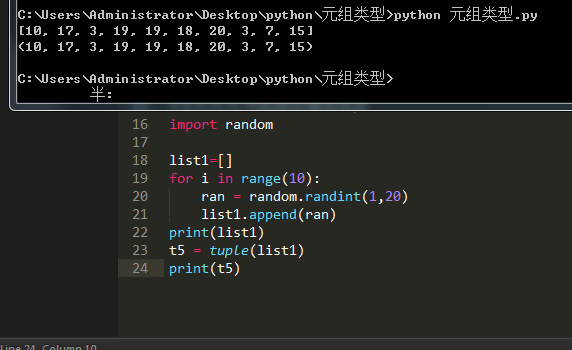 C:\Users\Administrator\Desktop\python\元组类型>python 元组类型.py
[10, 17, 3, 19, 19, 18, 20, 3, 7, 15]
(10, 17, 3, 19, 19, 18, 20, 3, 7, 15)
C:\Users\Administrator\Desktop\python\元组类型>
半:
16 import random
17
18 list1=[]
19 for i in range(10):
20     ran = random.randint(1,20)
21     list1.append(ran)
22 print(list1)
23 t5 = tuple(list1)
24 print(t5)
Line 24, Column 10